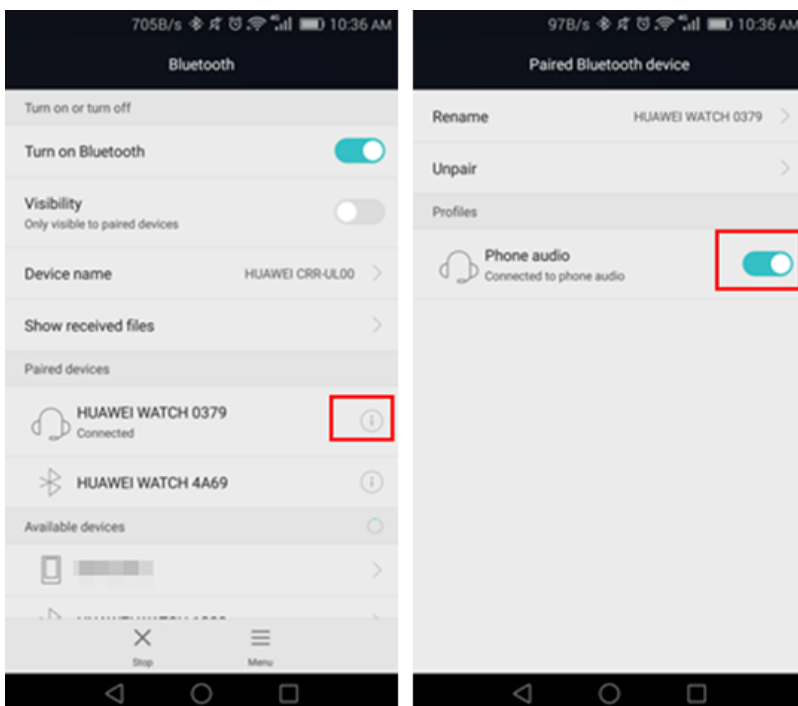 705B/s 10:36 AM
Bluetooth
Turn on or turn off
Turn on Bluetooth
Visibility
Only visible to paired devices
Device name HUAWEI CRR-UL00
Show received files
Paired devices
HUAWEI WATCH 0379
Connected
HUAWEI WATCH 4A69
Available devices
Stop Menu
97B/s 10:36 AM
Paired Bluetooth device
Rename HUAWEI WATCH 0379
Unpair
Profiles
Phone audio
Connected to phone audio